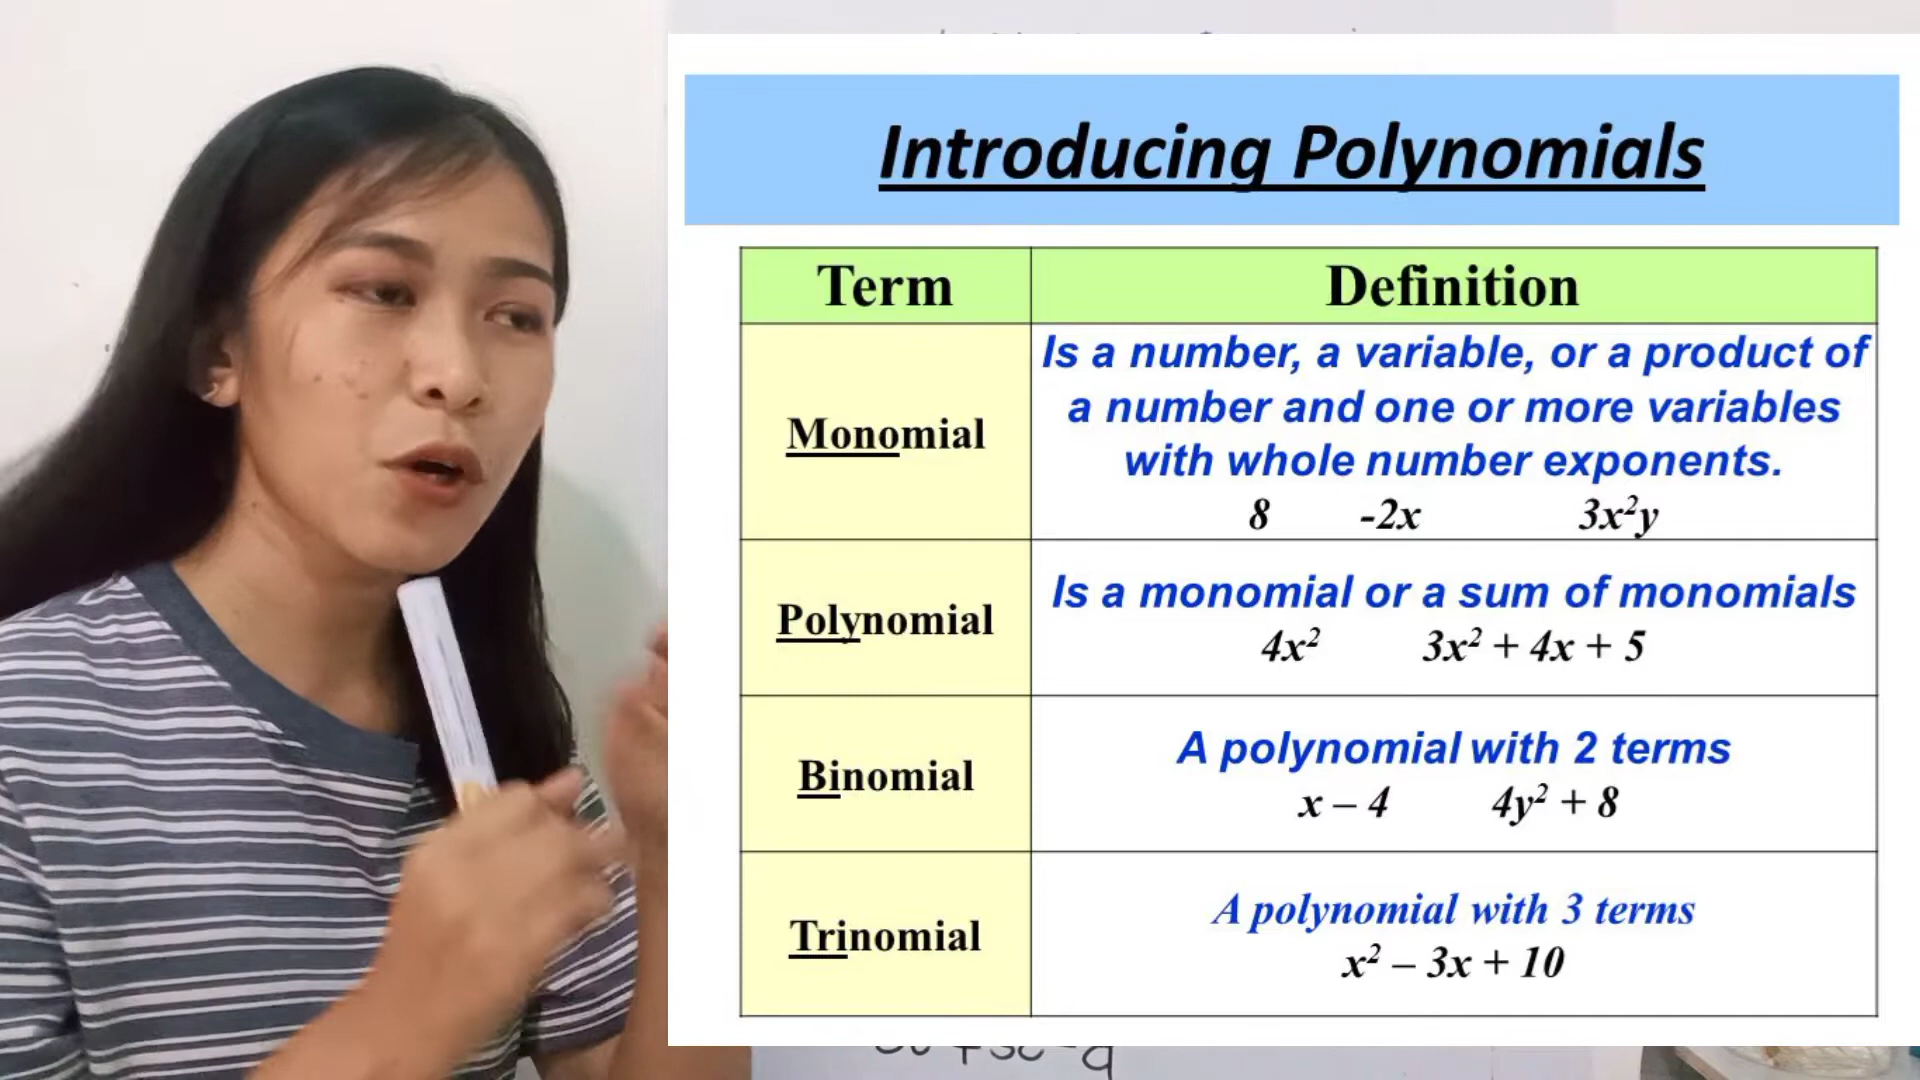 Introducing Polynomials
Term
Definition
Monomial
Is a number, a variable, or a product of
a number and one or more variables
with whole number exponents.
8 -2x 3x²y
Polynomial
Is a monomial or a sum of monomials
4x² 3x² + 4x + 5
Binomial
A polynomial with 2 terms
x – 4 4y² + 8
Trinomial
A polynomial with 3 terms
x² – 3x + 10